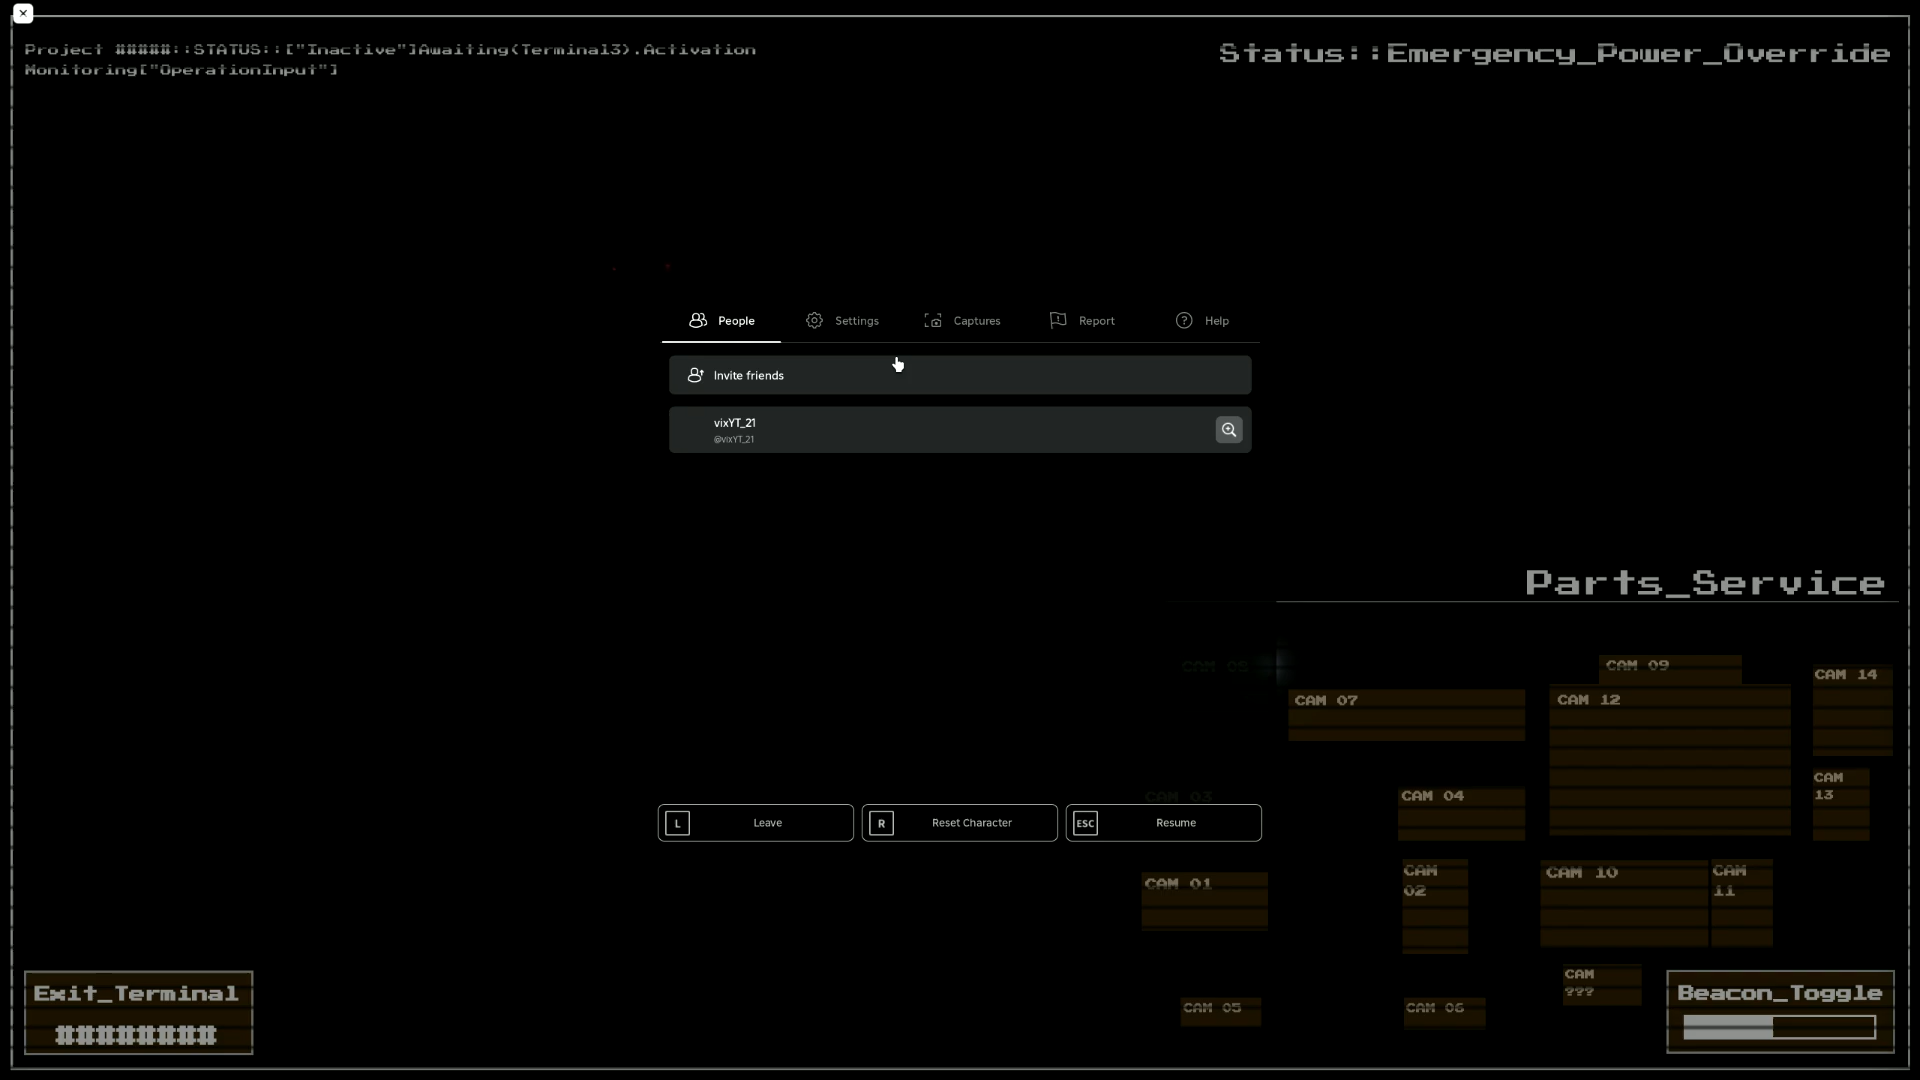 Project #####::STATUS::["Inactive"]Awaiting(Terminal3).Activation
Monitoring["OperationInput"]
Status::Emergency_Power_Override
People
Settings
Captures
Report
Help
Invite friends
vixYT_21
@vixYT_21
Parts_Service
CAM 09
CAM 14
CAM 07
CAM 12
CAM 13
CAM 03
CAM 04
L
Leave
R
Reset Character
ESC
Resume
CAM 01
CAM 02
CAM 10
CAM 11
CAM ???
CAM 05
CAM 06
Exit_Terminal
########
Beacon_Toggle